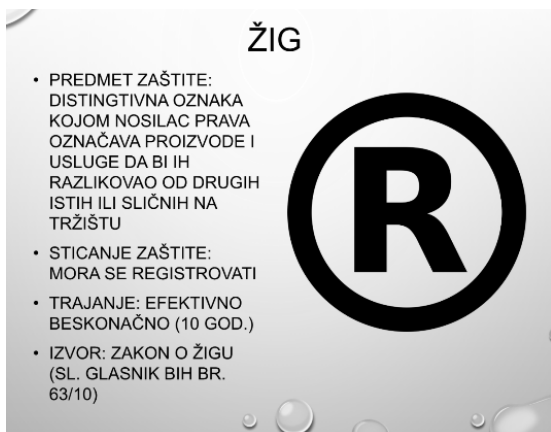 ŽIG
• PREDMET ZAŠTITE:
DISTINGTIVNA OZNAKA
KOJOM NOSILAC PRAVA
OZNAČAVA PROIZVODE I
USLUGE DA BI IH
RAZLIKOVAO OD DRUGIH
ISTIH ILI SLIČNIH NA
TRŽIŠTU
• STICANJE ZAŠTITE:
MORA SE REGISTROVATI
• TRAJANJE: EFEKTIVNO
BESKONAČNO (10 GOD.)
• IZVOR: ZAKON O ŽIGU
(SL. GLASNIK BIH BR.
63/10)
R